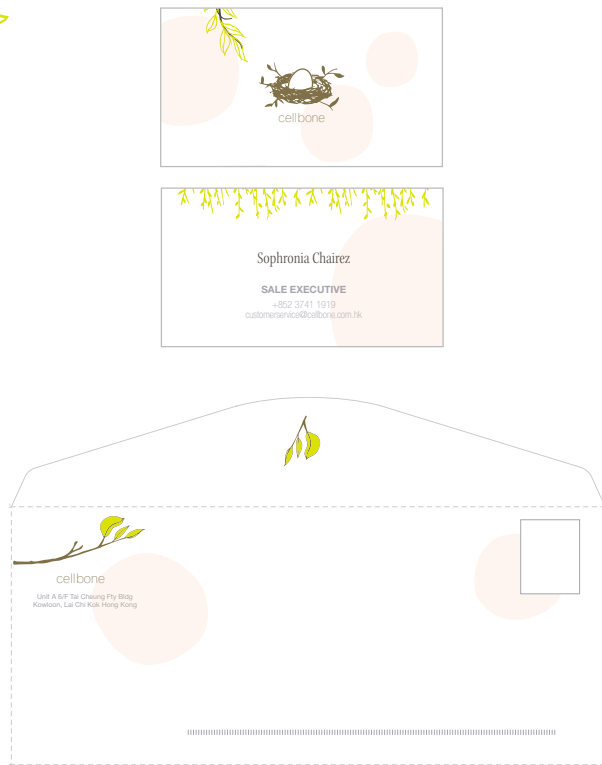 cellbone
Sophronia Chairez
SALE EXECUTIVE
+852 3741 1919
customerservice@cellbone.com.hk
cellbone
Unit A 6/F Tai Cheung Fty Bldg
Kowloon, Lai Chi Kok Hong Kong